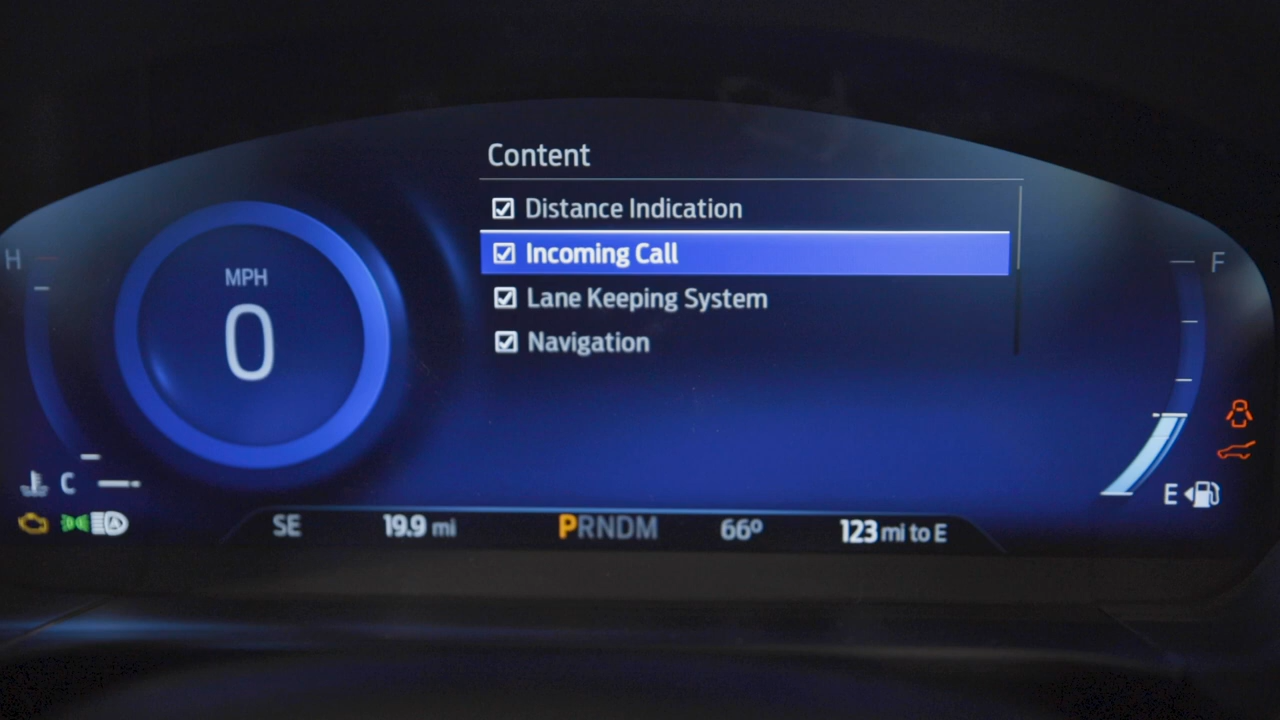 Content
Distance Indication
Incoming Call
Lane Keeping System
Navigation
MPH
0
H
C
F
E
SE
19.9 mi
PRNDM
66º
123 mi to E